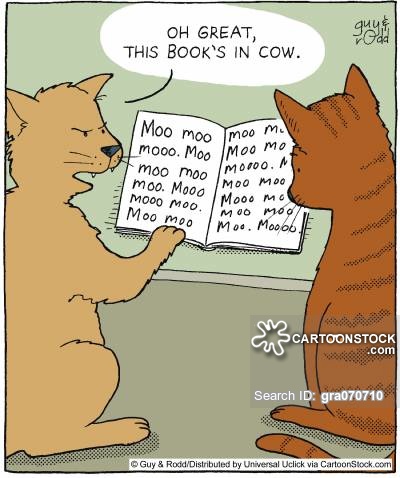 guy &
rodd
OH GREAT,
THIS BOOK'S IN COW.
Moo moo
mooo. Moo
moo moo
moo. Mooo
mooo moo.
Moo moo
moo m
Moo mo
Moooo. M
Moo moo
Mooo mo
moo moo
Moo. Moooo.
CARTOONSTOCK
.com
Search ID: gra070710
© Guy & Rodd/Distributed by Universal Uclick via CartoonStock.com